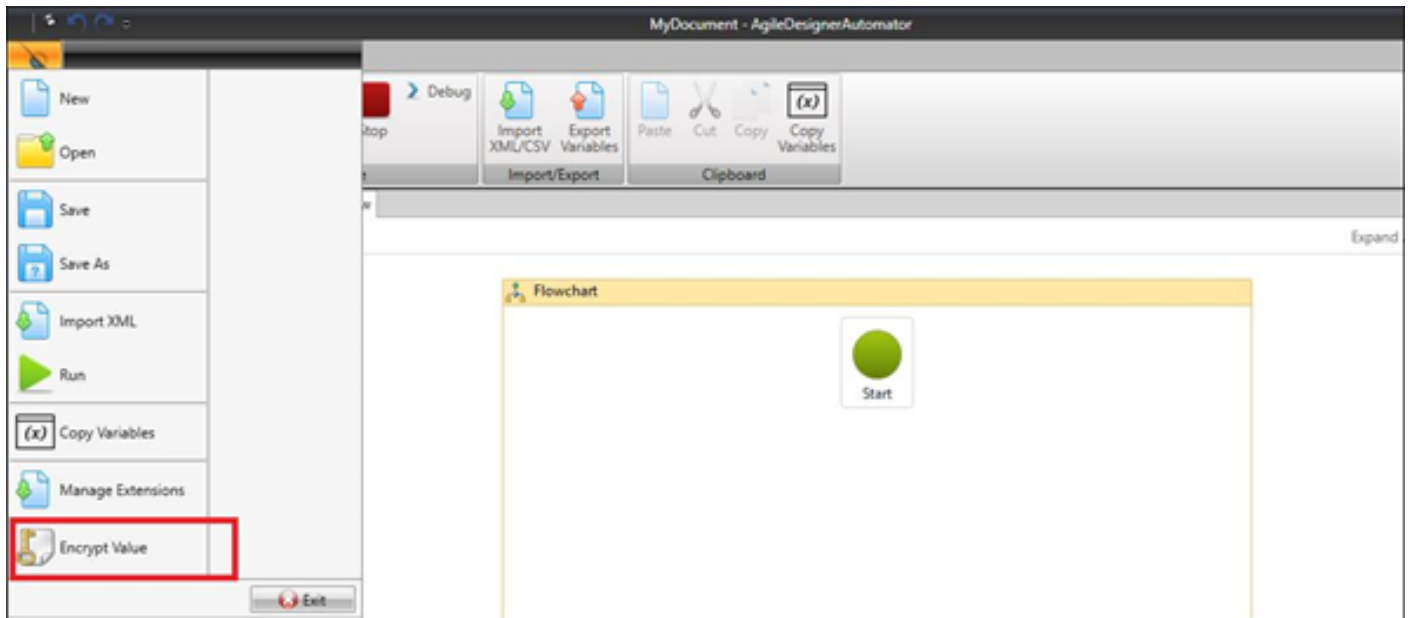 MyDocument - AgileDesignerAutomator
New
Open
Save
Save As
Import XML
Run
(x) Copy Variables
Manage Extensions
Encrypt Value
Exit
Debug
Import XML/CSV
Export Variables
Import/Export
Paste
Cut
Copy
(x)
Copy Variables
Clipboard
Expand
Flowchart
Start